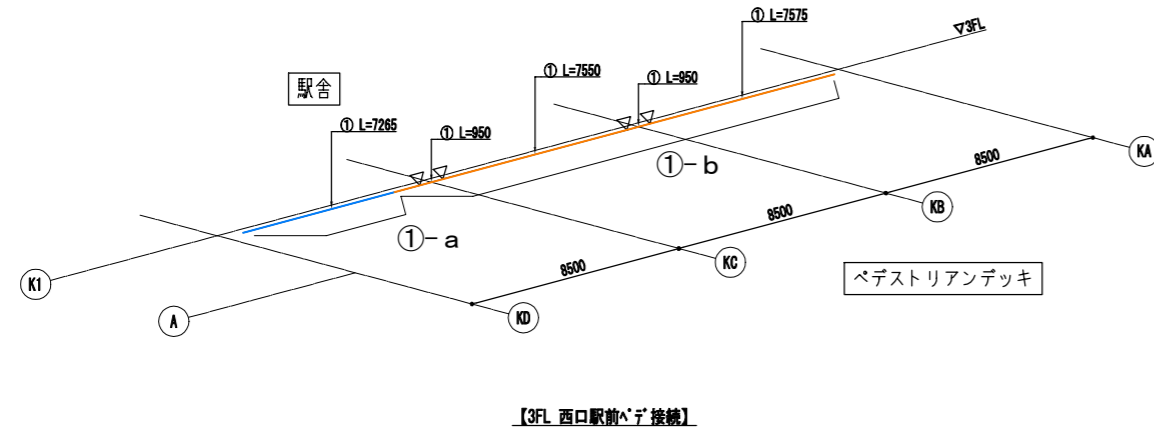 ① L=7575
▽3FL
① L=7550
① L=950
駅舎
① L=7265
① L=950
①-b
8500
KA
8500
KB
①-a
8500
KC
K1
A
KD
ペデストリアンデッキ
【3FL 西口駅前ペデ接続】